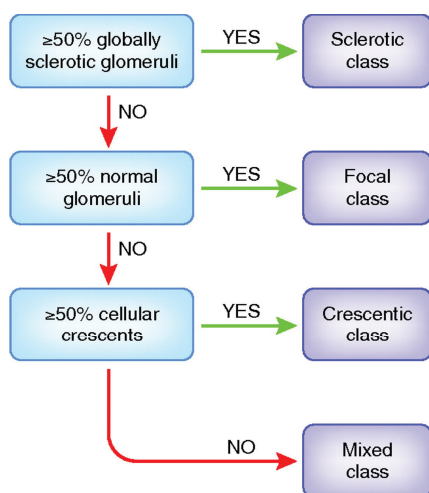 ≥50% globally
sclerotic glomeruli
YES
Sclerotic
class
NO
≥50% normal
glomeruli
YES
Focal
class
NO
≥50% cellular
crescents
YES
Crescentic
class
NO
Mixed
class